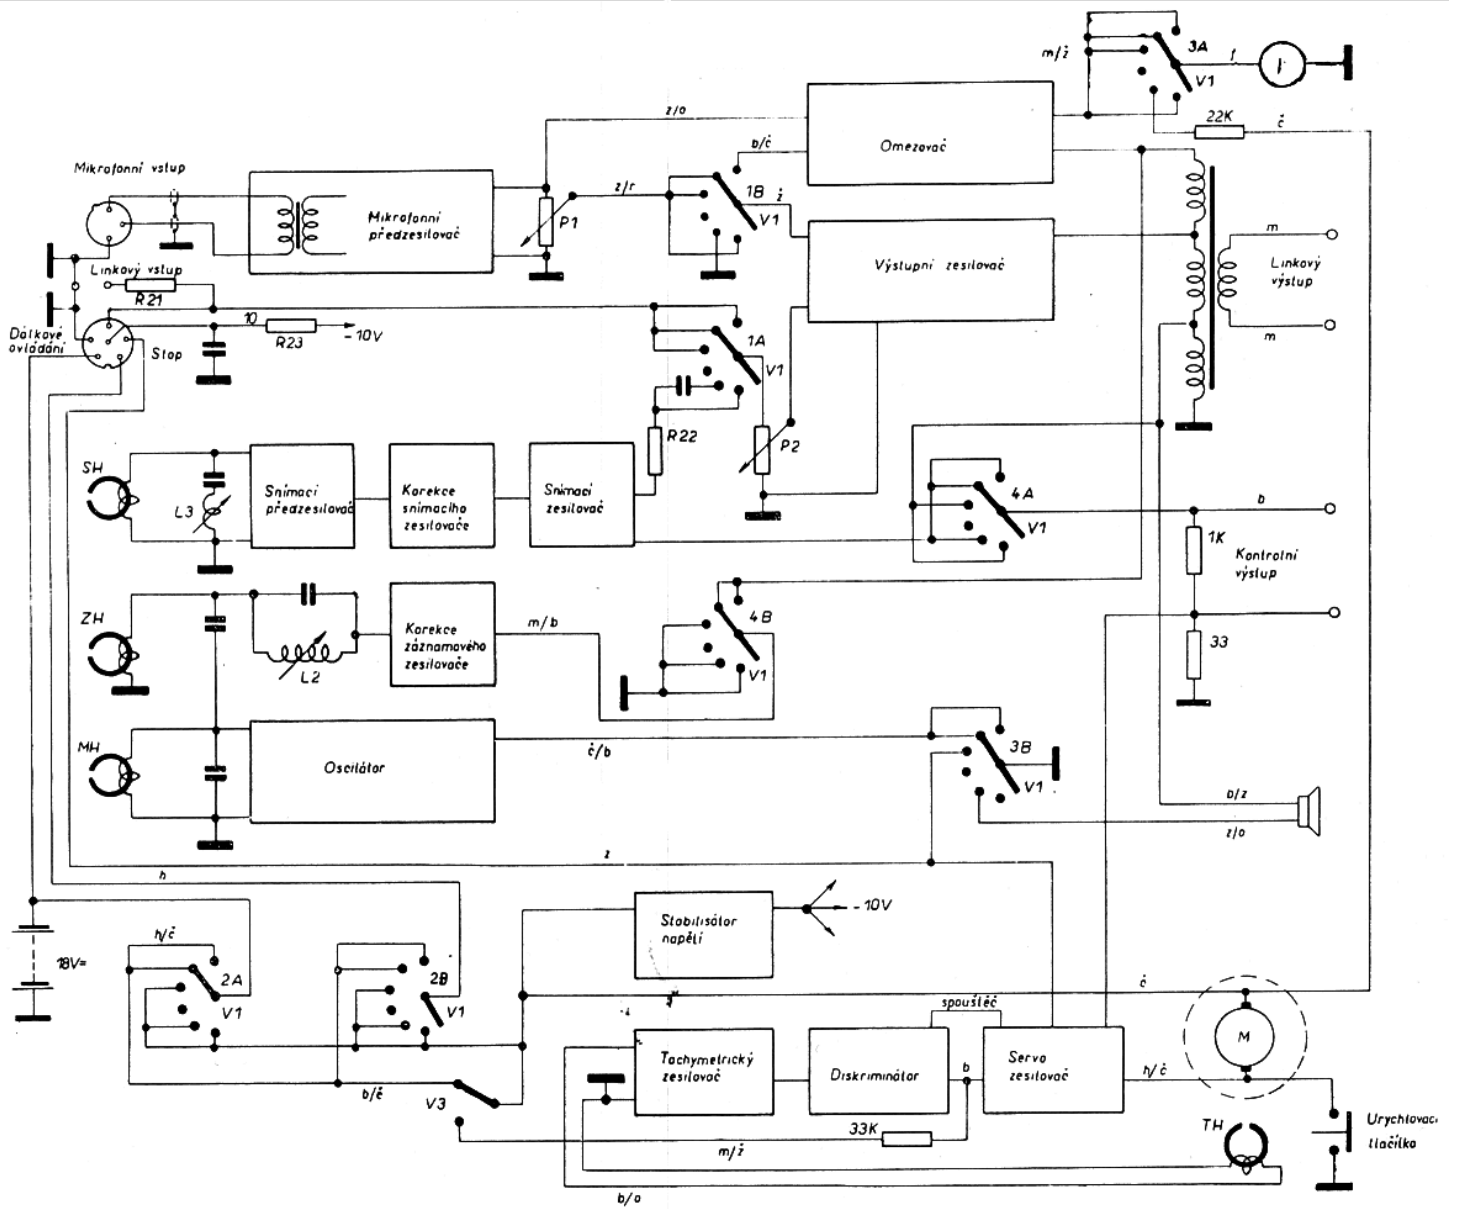 m/ž
3A
V1
22K
č
z/o
Omezovač
b/č
Mikrofonní vstup
Mikrofonní
předzesilovač
P1
z/r
1B
ž
V1
Výstupní zesilovač
m
Linkový
výstup
m
Linkový vstup
R21
Dálkové
ovládání
Stop
10
R23
-10V
1A
V1
R22
P2
SH
L3
Snímací
předzesilovač
Korekce
snímacího
zesilovače
Snímací
zesilovač
4A
V1
b
1K
Kontrolní
výstup
33
ZH
L2
Korekce
záznamového
zesilovače
m/b
4B
V1
MH
Oscilátor
č/b
3B
V1
b/z
z/o
z
h
18V=
h/č
2A
V1
2B
V1
Stabilisátor
napětí
-10V
č
spouštěč
Tachymetrický
zesilovač
Diskriminátor
b
Servo
zesilovač
h/č
M
b/č
V3
33K
m/ž
b/o
TH
Urychlovací
tlačítko